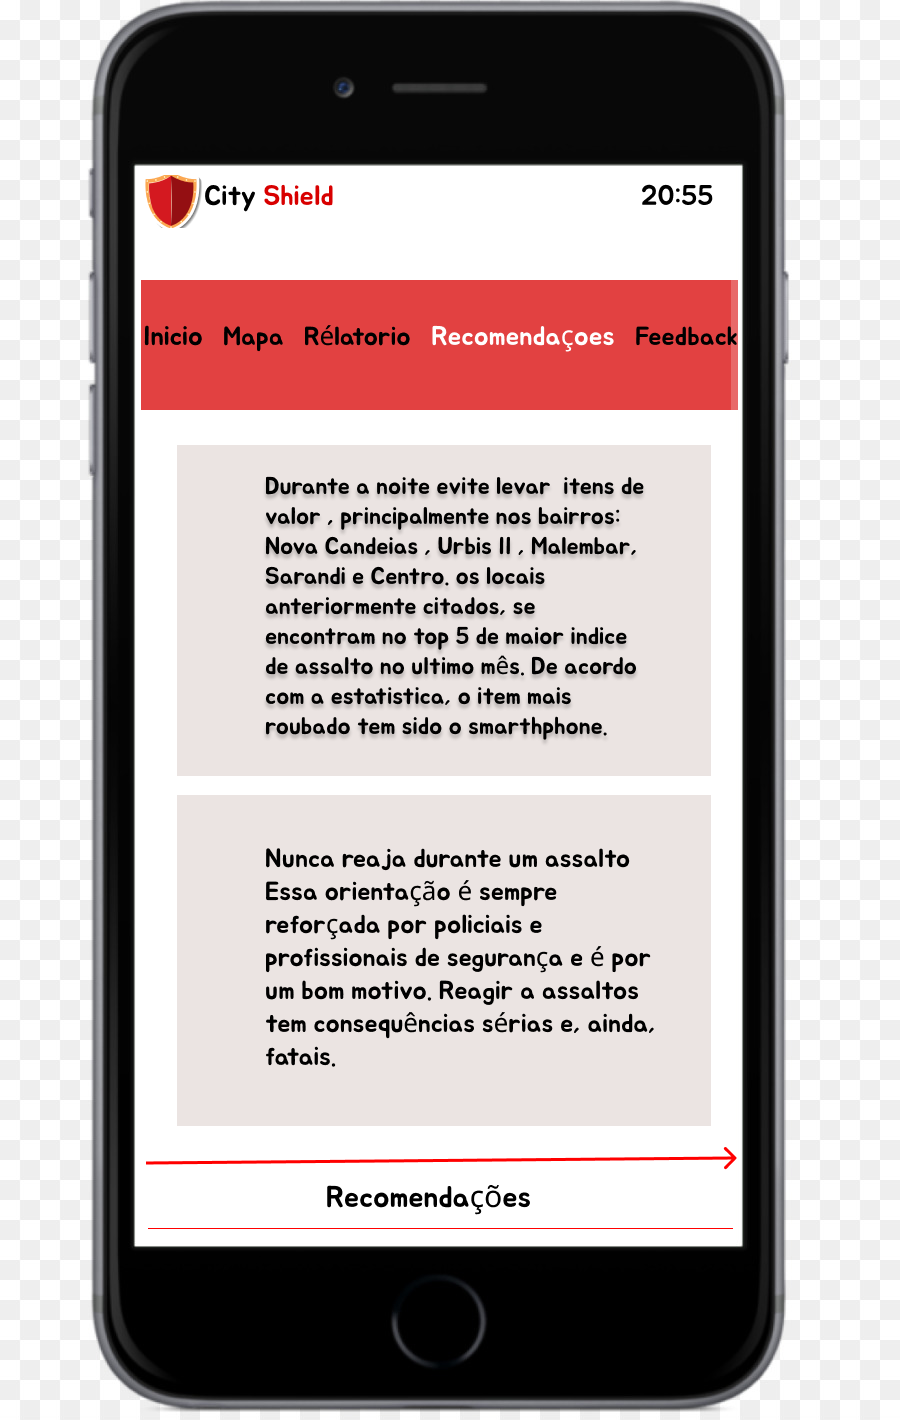 City Shield 20:55
Inicio Mapa Rélatorio Recomendaçoes Feedback
Durante a noite evite levar itens de
valor , principalmente nos bairros:
Nova Candeias , Urbis II , Malembar,
Sarandi e Centro. os locais
anteriormente citados, se
encontram no top 5 de maior indice
de assalto no ultimo mês. De acordo
com a estatistica, o item mais
roubado tem sido o smarthphone.
Nunca reaja durante um assalto
Essa orientação é sempre
reforçada por policiais e
profissionais de segurança e é por
um bom motivo. Reagir a assaltos
tem consequências sérias e, ainda,
fatais.
Recomendações